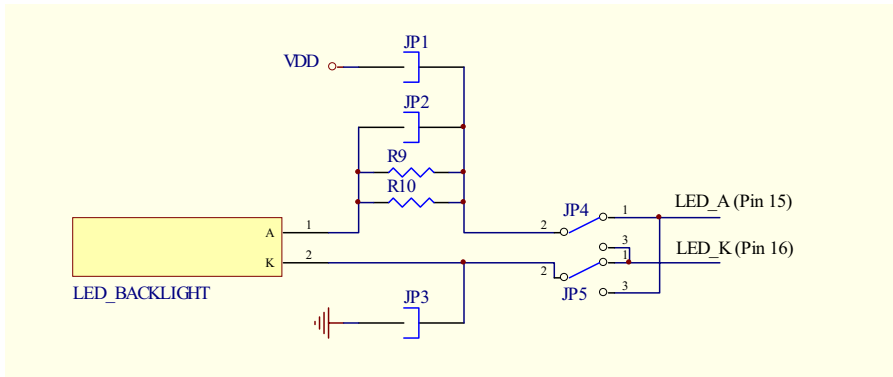 JP1
VDD
JP2
R9
R10
LED_A (Pin 15)
JP4
1
2
A
1
3
LED_K (Pin 16)
1
K
2
2
3
JP5
LED_BACKLIGHT
JP3